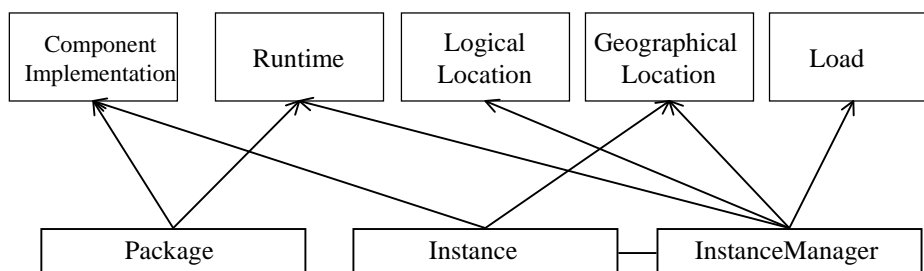 Component
Implementation
Runtime
Logical
Location
Geographical
Location
Load
Package
Instance
InstanceManager